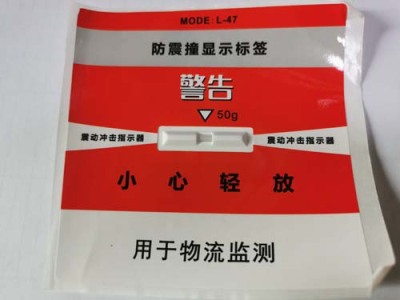 MODE: L-47
防震撞显示标签
警告
▽50g
震动冲击指示器 震动冲击指示器
小心轻放
用于物流监测